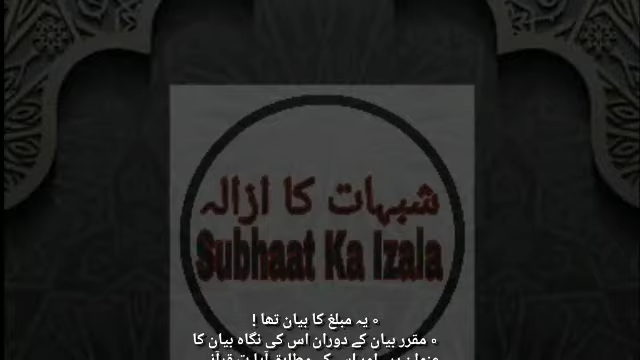 شبہات کا ازالہ
Subhaat Ka Izala
∘ یہ مبلغ کا بیان تھا !
∘ مقرر بیان کے دوران اس کی نگاہ بیان کا